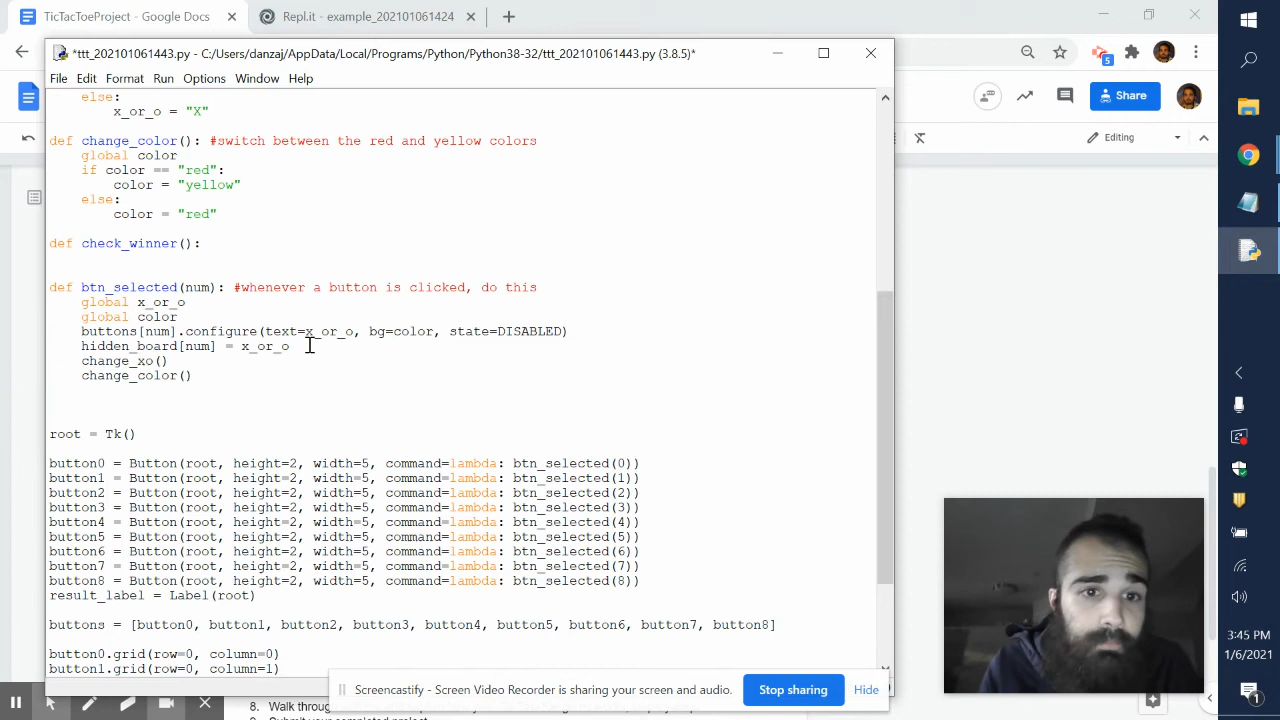 TicTacToeProject - Google Docs
Repl.it - example_202101061424
*ttt_202101061443.py - C:/Users/danzaj/AppData/Local/Programs/Python/Python38-32/ttt_202101061443.py (3.8.5)*
File Edit Format Run Options Window Help
5
Share
Editing
else:
x_or_o = "X"
def change_color(): #switch between the red and yellow colors
global color
if color == "red":
color = "yellow"
else:
color = "red"
def check_winner():
def btn_selected(num): #whenever a button is clicked, do this
global x_or_o
global color
buttons[num].configure(text=x_or_o, bg=color, state=DISABLED)
hidden_board[num] = x_or_o
change_xo()
change_color()
root = Tk()
button0 = Button(root, height=2, width=5, command=lambda: btn_selected(0))
button1 = Button(root, height=2, width=5, command=lambda: btn_selected(1))
button2 = Button(root, height=2, width=5, command=lambda: btn_selected(2))
button3 = Button(root, height=2, width=5, command=lambda: btn_selected(3))
button4 = Button(root, height=2, width=5, command=lambda: btn_selected(4))
button5 = Button(root, height=2, width=5, command=lambda: btn_selected(5))
button6 = Button(root, height=2, width=5, command=lambda: btn_selected(6))
button7 = Button(root, height=2, width=5, command=lambda: btn_selected(7))
button8 = Button(root, height=2, width=5, command=lambda: btn_selected(8))
result_label = Label(root)
buttons = [button0, button1, button2, button3, button4, button5, button6, button7, button8]
button0.grid(row=0, column=0)
button1.grid(row=0, column=1)
Screencastify - Screen Video Recorder is sharing your screen and audio.
Stop sharing
Hide
8. Walk through
3:45 PM
1/6/2021
1